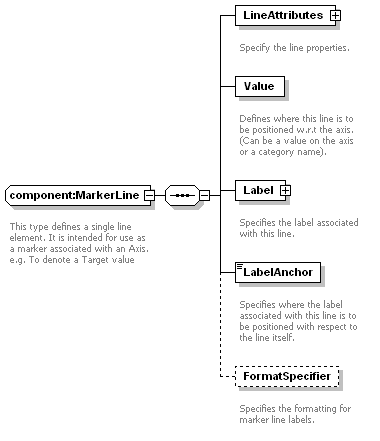 LineAttributes
Specify the line properties.
Value
Defines where this line is to
be positioned w.r.t the axis.
(Can be a value on the axis
or a category name).
component:MarkerLine
This type defines a single line
element. It is intended for use as
a marker associated with an Axis.
e.g. To denote a Target value
Label
Specifies the label associated
with this line.
LabelAnchor
Specifies where the label
associated with this line is to
be positioned with respect to
the line itself.
FormatSpecifier
Specifies the formatting for
marker line labels.